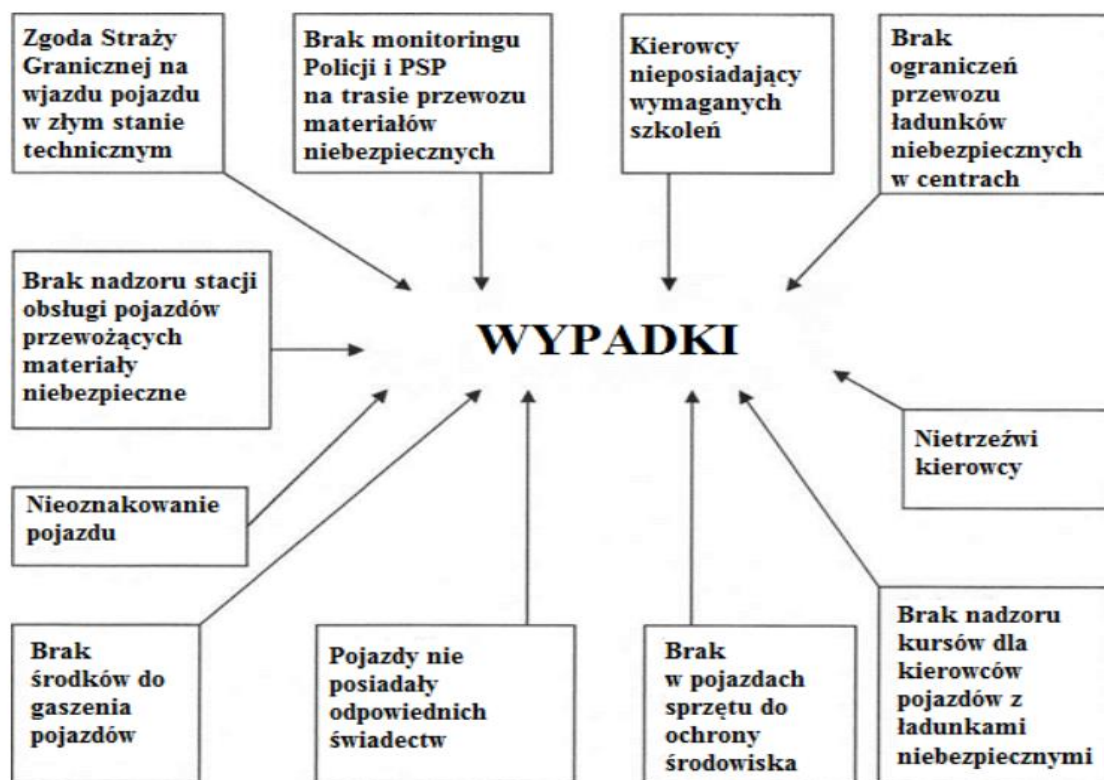 Zgoda Straży
Granicznej na
wjazdu pojazdu
w złym stanie
technicznym
Brak monitoringu
Policji i PSP
na trasie przewozu
materiałów
niebezpiecznych
Kierowcy
nieposiadający
wymaganych
szkoleń
Brak
ograniczeń
przewozu
ładunków
niebezpiecznych
w centrach
Brak nadzoru stacji
obsługi pojazdów
przewożących
materiały
niebezpieczne
WYPADKI
Nietrzeźwi
kierowcy
Nieoznakowanie
pojazdu
Brak
środków do
gaszenia
pojazdów
Pojazdy nie
posiadały
odpowiednich
świadectw
Brak
w pojazdach
sprzętu do
ochrony
środowiska
Brak nadzoru
kursów dla
kierowców
pojazdów z
ładunkami
niebezpiecznymi